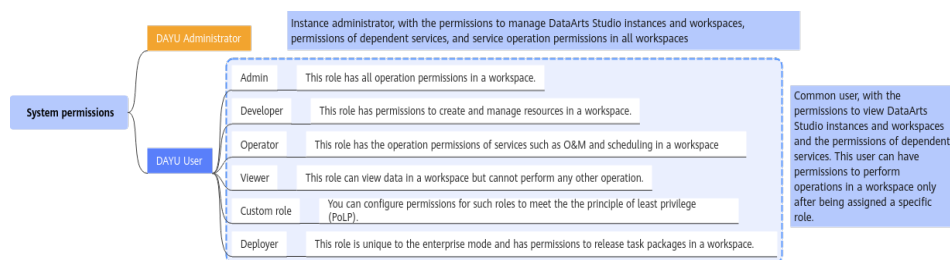 Instance administrator, with the permissions to manage DataArts Studio instances and workspaces,
permissions of dependent services, and service operation permissions in all workspaces
DAYU Administrator
System permissions
DAYU User
Admin
This role has all operation permissions in a workspace.
Developer
This role has permissions to create and manage resources in a workspace.
Operator
This role has the operation permissions of services such as O&M and scheduling in a workspace
Viewer
This role can view data in a workspace but cannot perform any other operation.
Custom role
You can configure permissions for such roles to meet the the principle of least privilege
(PoLP).
Deployer
This role is unique to the enterprise mode and has permissions to release task packages in a workspace.
Common user, with the
permissions to view DataArts
Studio instances and workspaces
and the permissions of dependent
services. This user can have
permissions to perform
operations in a workspace only
after being assigned a specific
role.